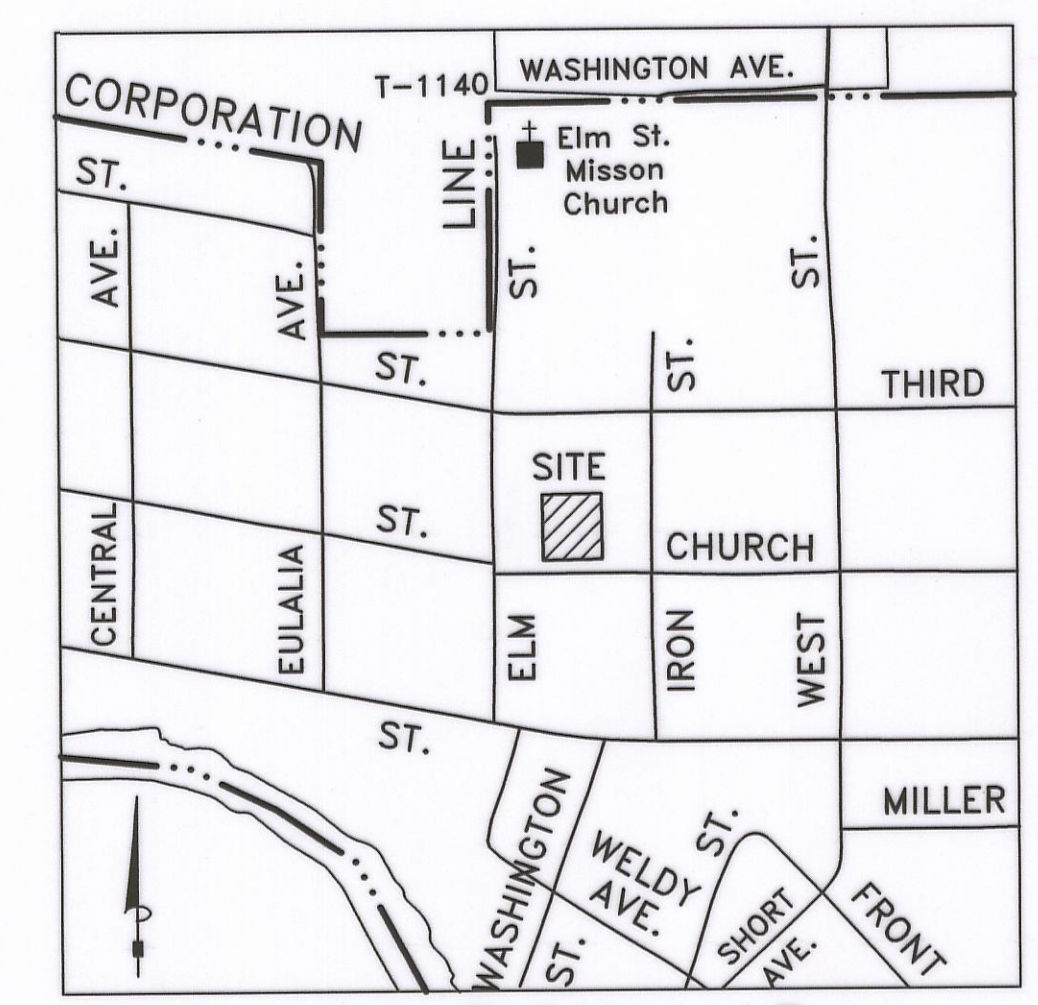 WASHINGTON AVE.
T-1140
CORPORATION
LINE
Elm St.
Misson
Church
ST.
AVE.
AVE.
ST.
ST.
ST.
ST.
THIRD
SITE
ST.
CHURCH
CENTRAL
EULALIA
ELM
IRON
WEST
ST.
WASHINGTON
ST.
MILLER
WELDY
AVE.
ST.
SHORT
AVE.
FRONT